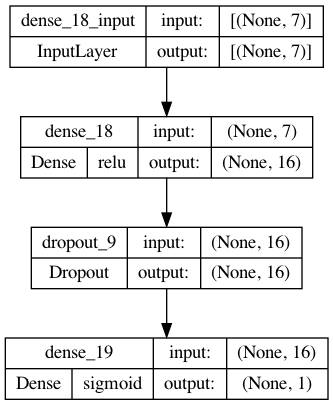 dense_18_input input: [(None, 7)]
InputLayer output: [(None, 7)]
dense_18 input: (None, 7)
Dense relu output: (None, 16)
dropout_9 input: (None, 16)
Dropout output: (None, 16)
dense_19 input: (None, 16)
Dense sigmoid output: (None, 1)